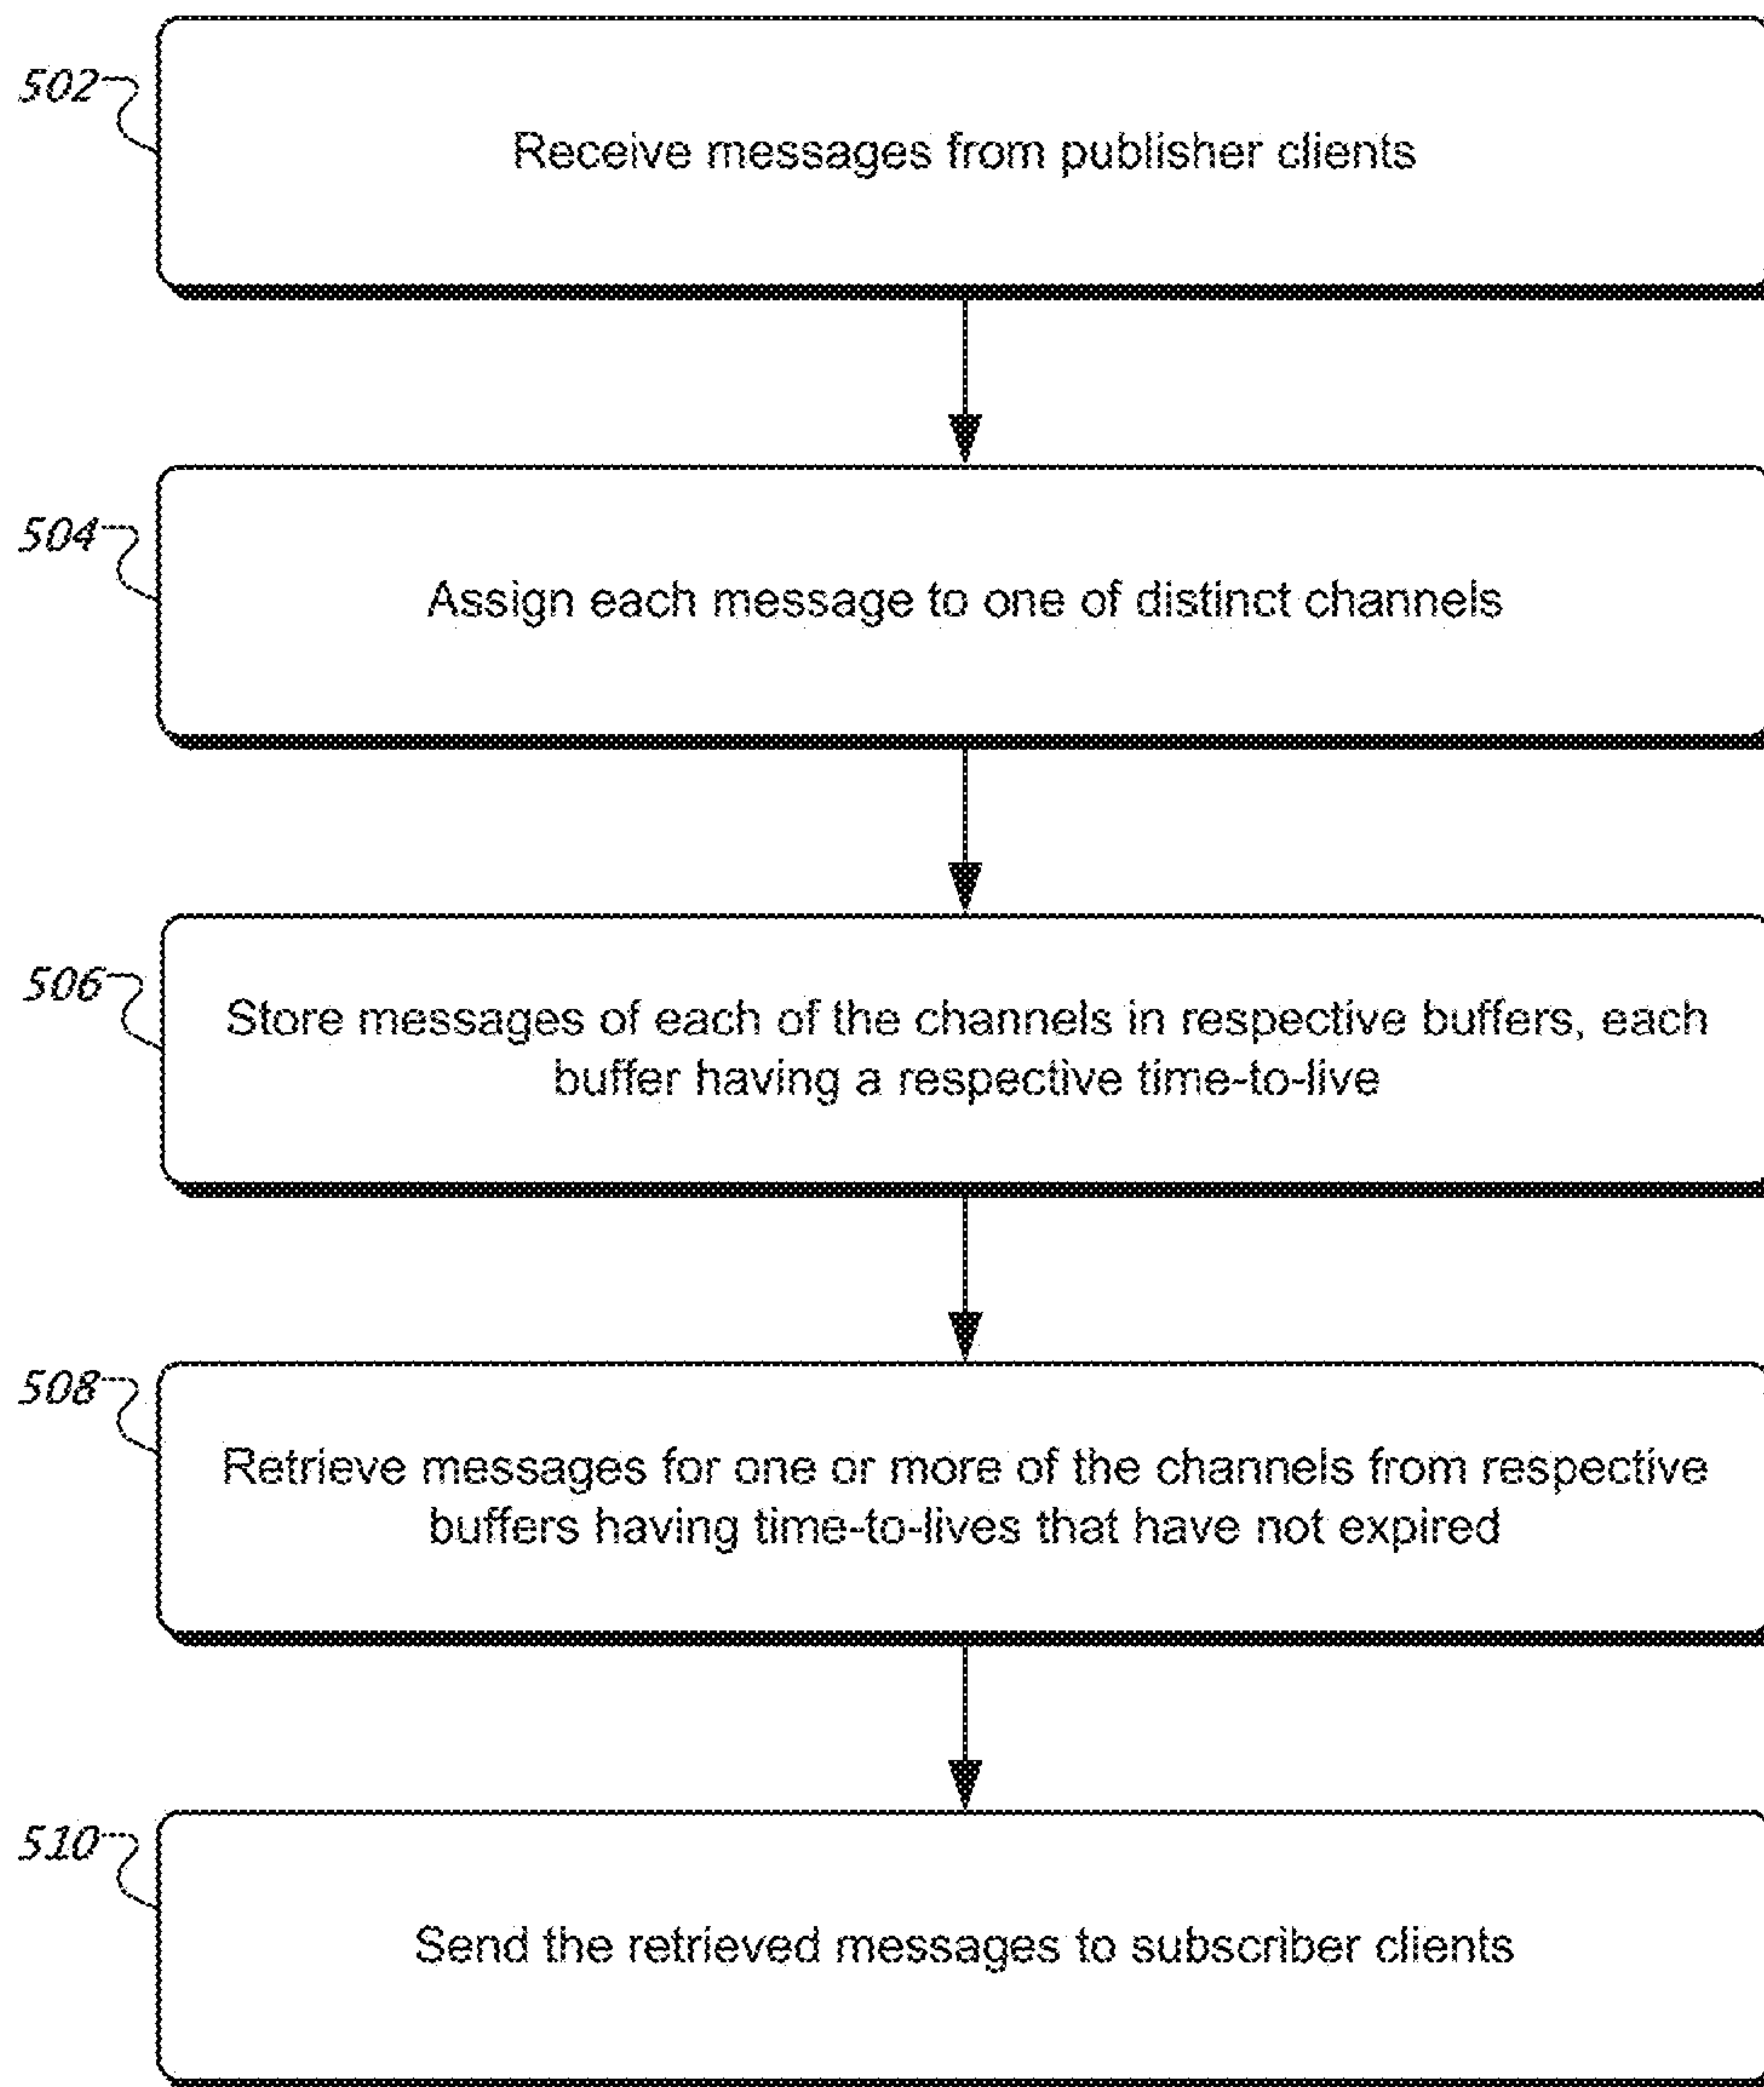 502
Receive messages from publisher clients
504
Assign each message to one of distinct channels
506
Store messages of each of the channels in respective buffers, each
buffer having a respective time-to-live
508
Retrieve messages for one or more of the channels from respective
buffers having time-to-lives that have not expired
510
Send the retrieved messages to subscriber clients